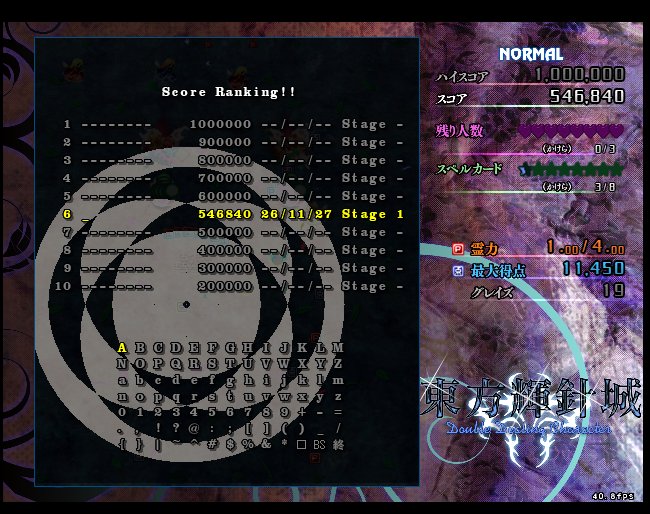 Score Ranking!!
1 -------- 1000000 --/--/-- Stage -
2 -------- 900000 --/--/-- Stage -
3 -------- 800000 --/--/-- Stage -
4 -------- 700000 --/--/-- Stage -
5 -------- 600000 --/--/-- Stage -
6 _ 546840 26/11/27 Stage 1
7 -------- 500000 --/--/-- Stage -
8 -------- 400000 --/--/-- Stage -
9 -------- 300000 --/--/-- Stage -
10 -------- 200000 --/--/-- Stage -
A B C D E F G H I J K L M
N O P Q R S T U V W X Y Z
a b c d e f g h i j k l m
n o p q r s t u v w x y z
0 1 2 3 4 5 6 7 8 9 + - =
. , ! ? @ : ; [ ] ( ) _ /
{ } | ~ ^ # $ % & * □ BS 終
NORMAL
ハイスコア 1,000,000
スコア 546,840
残り人数
(かけら) 0/3
スペルカード
(かけら) 3/8
P 霊力 1.00/4.00
最大得点 11,450
グレイズ 19
東方輝針城
Double Dealing Character
40.8fps